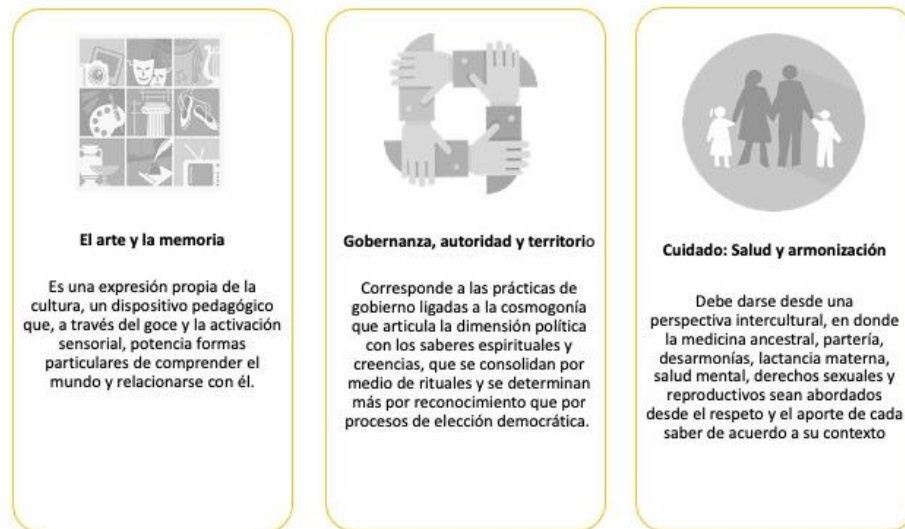 El arte y la memoria
Es una expresión propia de la
cultura, un dispositivo pedagógico
que, a través del goce y la activación
sensorial, potencia formas
particulares de comprender el
mundo y relacionarse con él.
Gobernanza, autoridad y territorio
Corresponde a las prácticas de
gobierno ligadas a la cosmogonía
que articula la dimensión política
con los saberes espirituales y
creencias, que se consolidan por
medio de rituales y se determinan
más por reconocimiento que por
procesos de elección democrática.
Cuidado: Salud y armonización
Debe darse desde una
perspectiva intercultural, en donde
la medicina ancestral, partería,
desarmonías, lactancia materna,
salud mental, derechos sexuales y
reproductivos sean abordados
desde el respeto y el aporte de cada
saber de acuerdo a su contexto